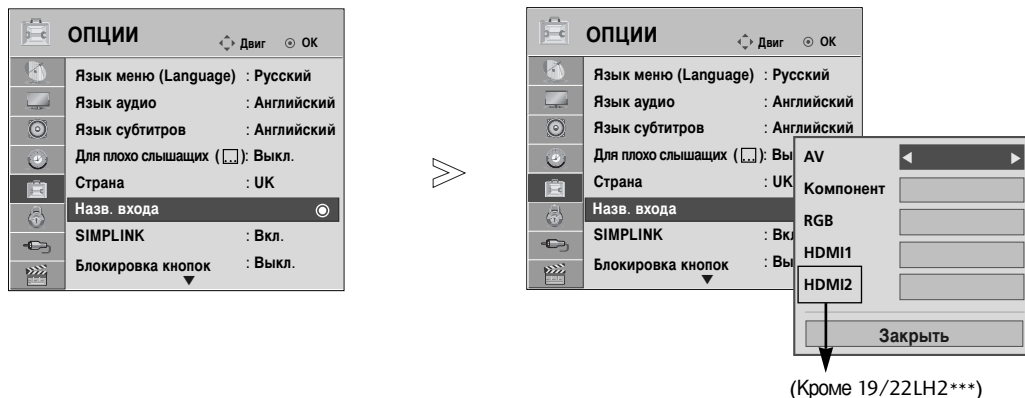 ОПЦИИ
Двиг ОК
Язык меню (Language) : Русский
Язык аудио : Английский
Язык субтитров : Английский
Для плохо слышащих ( ): Выкл.
Страна : UK
Назв. входа
SIMPLINK : Вкл.
Блокировка кнопок : Выкл.
ОПЦИИ
Двиг ОК
Язык меню (Language) : Русский
Язык аудио : Английский
Язык субтитров : Английский
Для плохо слышащих ( ): Вы
Страна : UK
Назв. входа
SIMPLINK : Вкл
Блокировка кнопок : Вы
AV
Компонент
RGB
HDMI1
HDMI2
Закрыть
(Кроме 19/22LH2***)